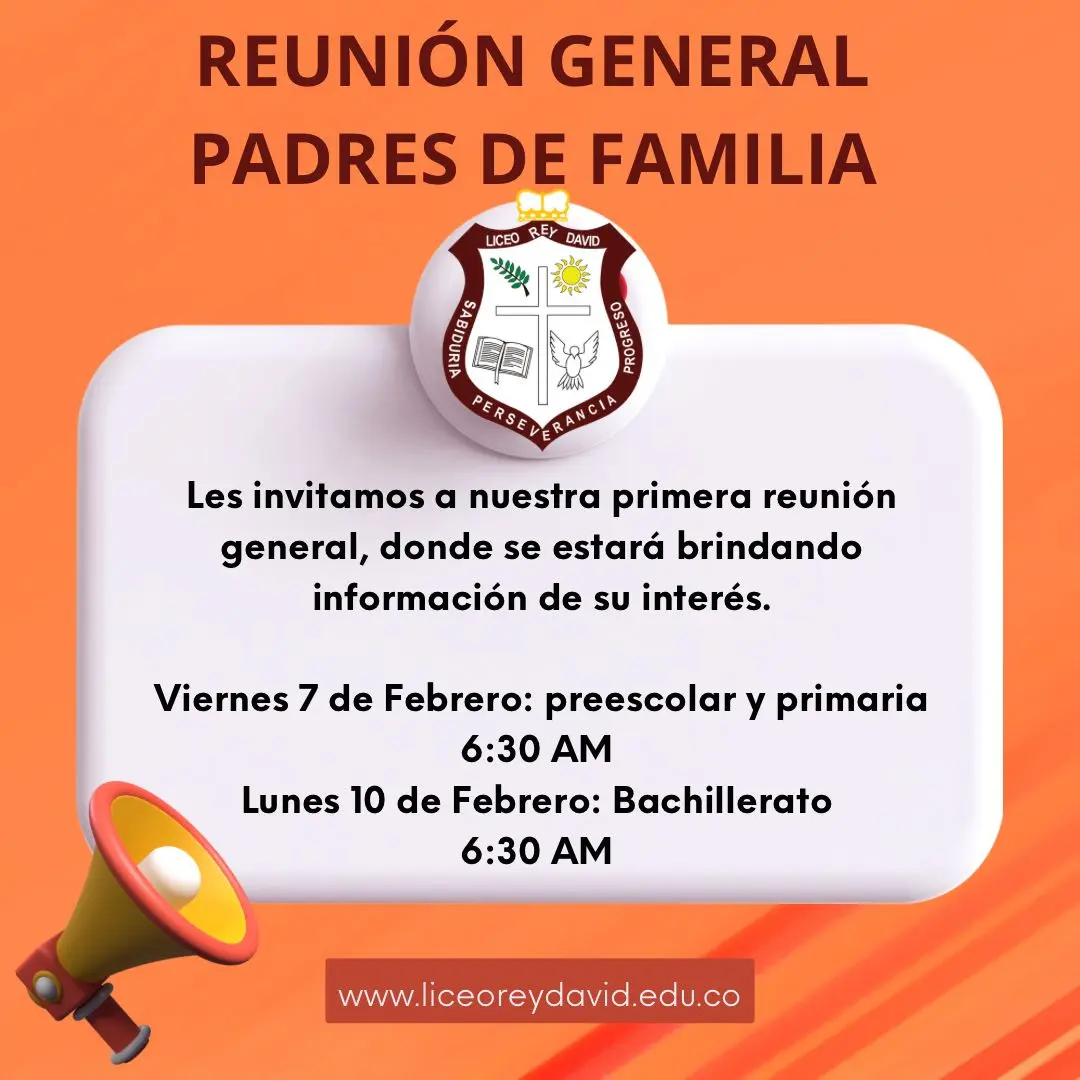 REUNIÓN GENERAL
PADRES DE FAMILIA
LICEO REY DAVID
SABIDURIA
PROGRESO
PERSEVERANCIA
Les invitamos a nuestra primera reunión
general, donde se estará brindando
información de su interés.
Viernes 7 de Febrero: preescolar y primaria
6:30 AM
Lunes 10 de Febrero: Bachillerato
6:30 AM
www.liceoreydavid.edu.co